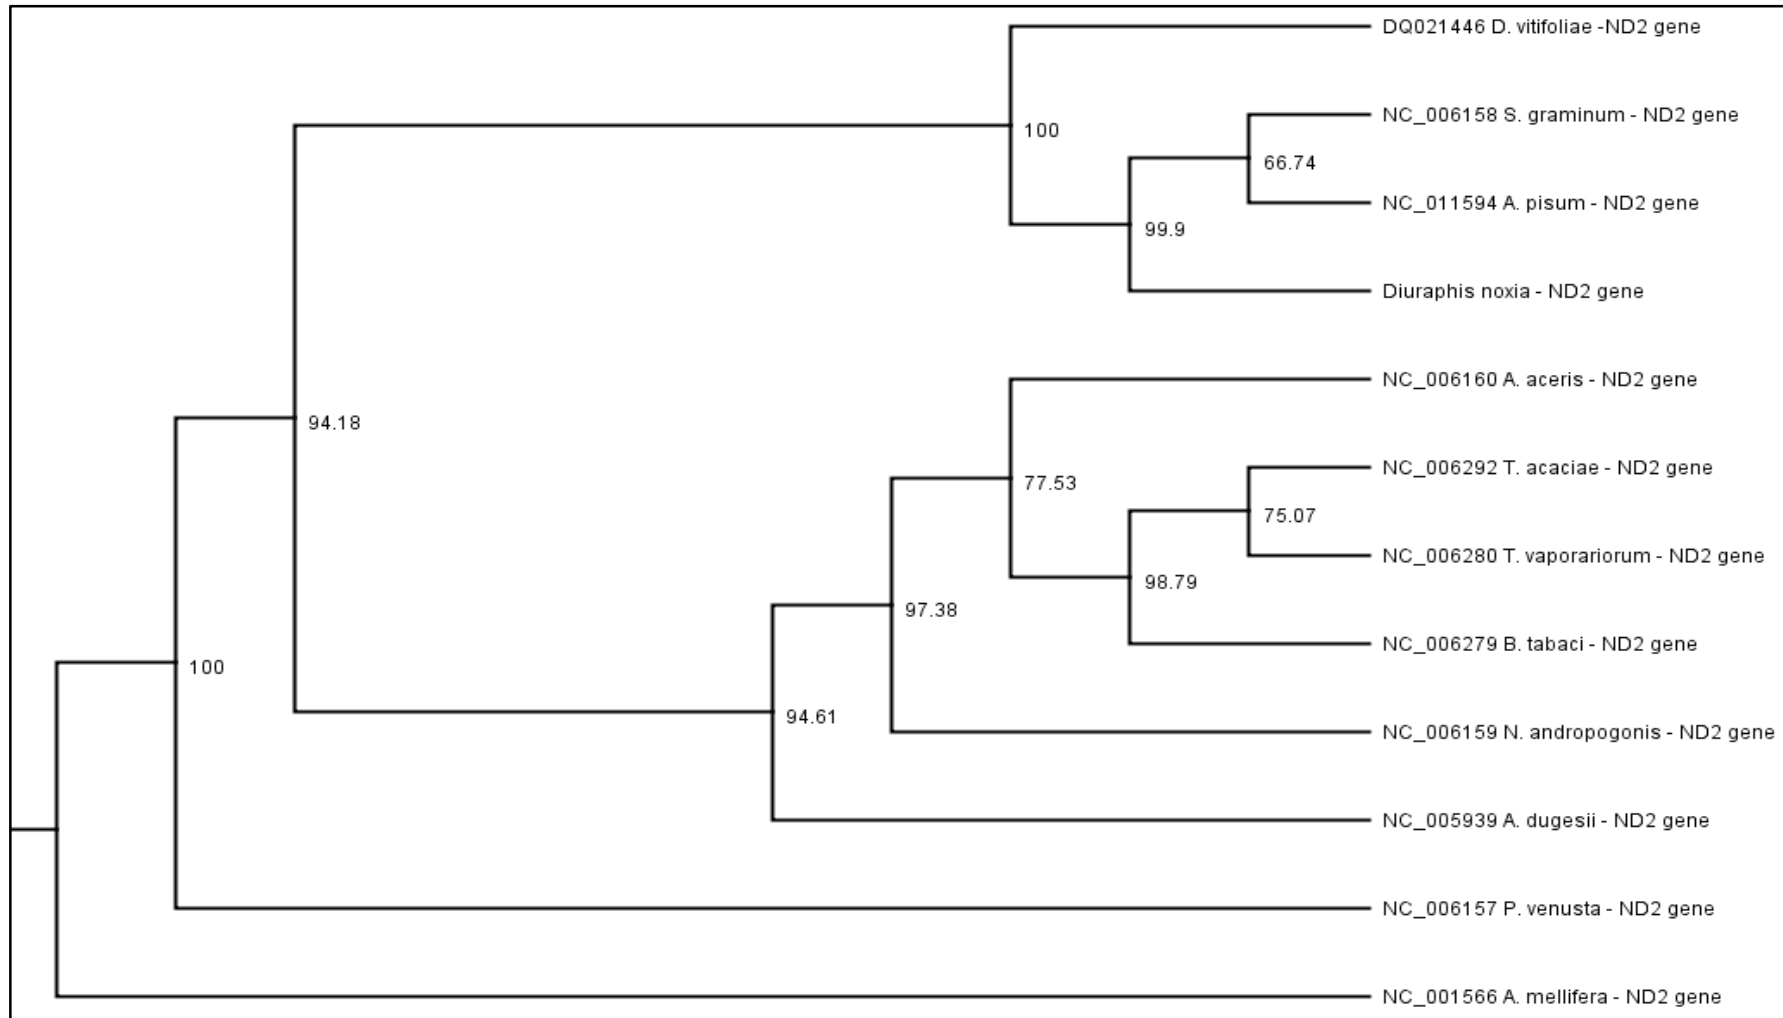 DQ021446 D. vitifoliae -ND2 gene
NC_006158 S. graminum - ND2 gene
100
66.74
NC_011594 A. pisum - ND2 gene
99.9
Diuraphis noxia - ND2 gene
NC_006160 A. aceris - ND2 gene
94.18
NC_006292 T. acaciae - ND2 gene
77.53
75.07
NC_006280 T. vaporariorum - ND2 gene
98.79
97.38
NC_006279 B. tabaci - ND2 gene
100
94.61
NC_006159 N. andropogonis - ND2 gene
NC_005939 A. dugesii - ND2 gene
NC_006157 P. venusta - ND2 gene
NC_001566 A. mellifera - ND2 gene